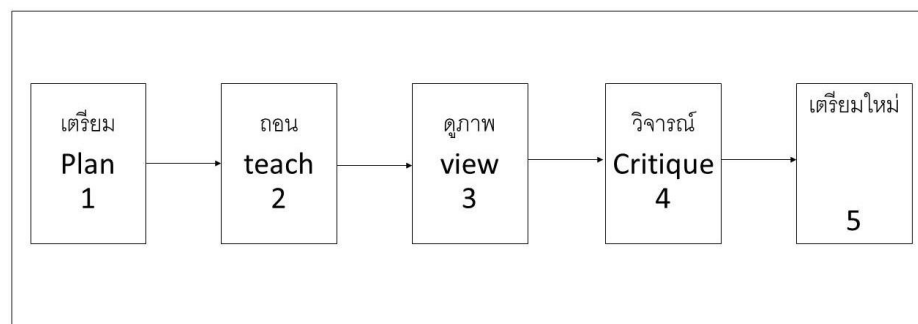 เตรียม
Plan
1
ถอน
teach
2
ดูภาพ
view
3
วิจารณ์
Critique
4
เตรียมใหม่
5